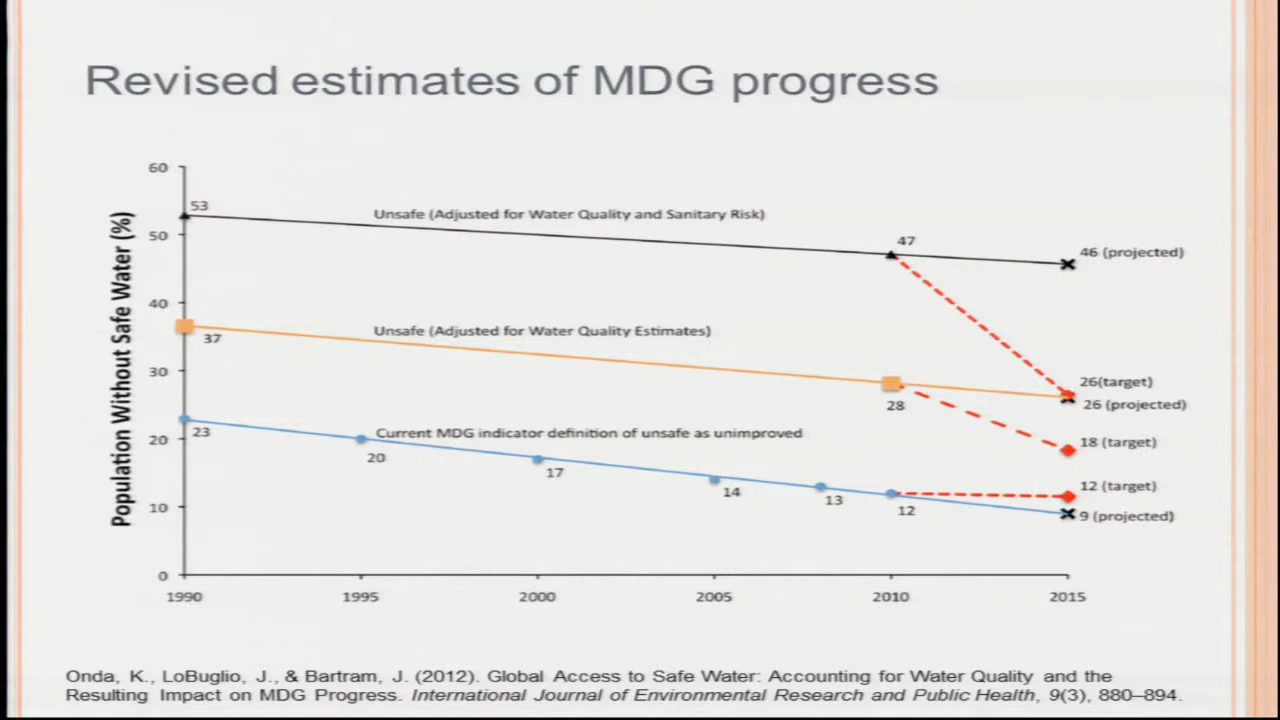 Revised estimates of MDG progress
Population Without Safe Water (%)
60
50
40
30
20
10
0
1990
1995
2000
2005
2010
2015
53
Unsafe (Adjusted for Water Quality and Sanitary Risk)
47
46 (projected)
37
Unsafe (Adjusted for Water Quality Estimates)
28
26(target)
26 (projected)
18 (target)
23
Current MDG indicator definition of unsafe as unimproved
20
17
14
13
12
12 (target)
9 (projected)
Onda, K., LoBuglio, J., & Bartram, J. (2012). Global Access to Safe Water: Accounting for Water Quality and the
Resulting Impact on MDG Progress. International Journal of Environmental Research and Public Health, 9(3), 880–894.